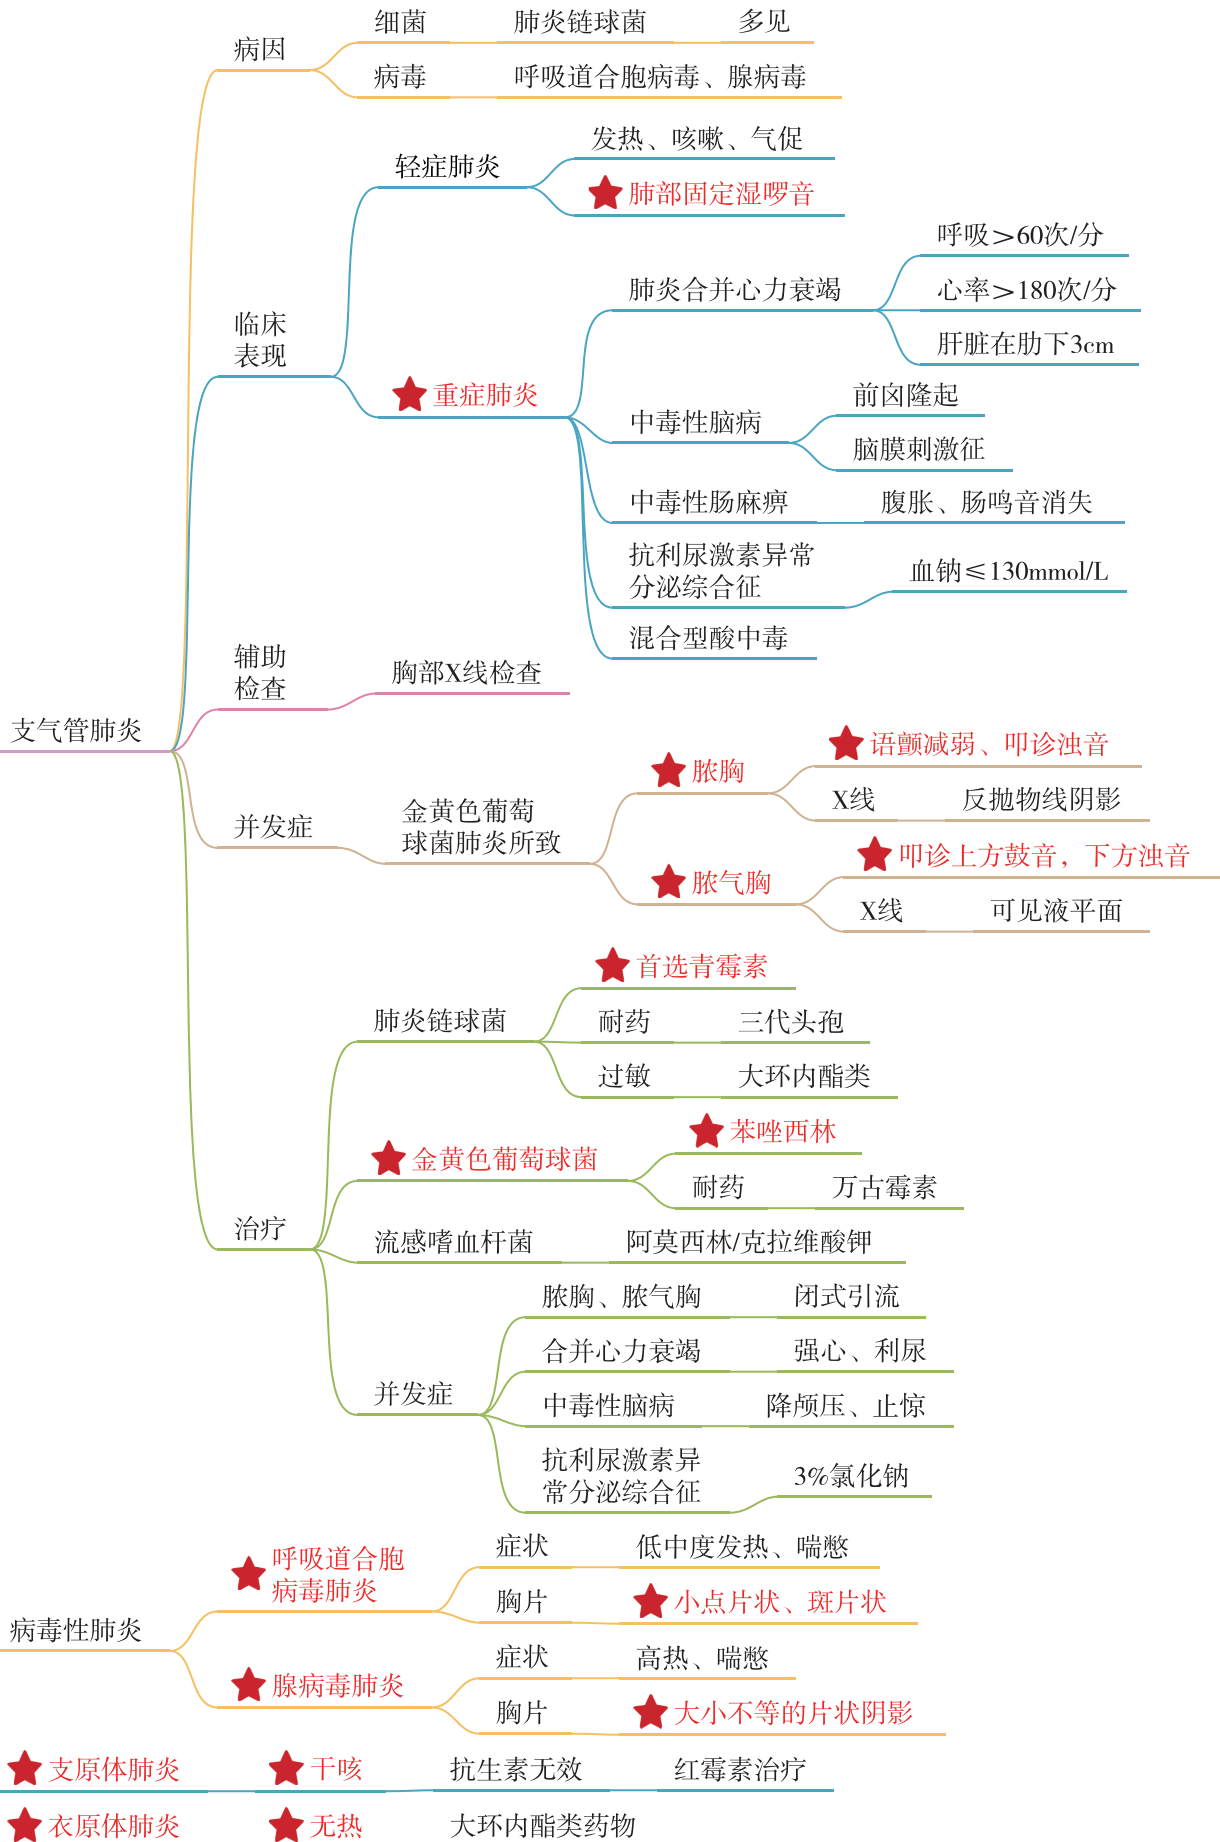 支气管肺炎
病因
细菌
肺炎链球菌
多见
病毒
呼吸道合胞病毒、腺病毒
临床
表现
轻症肺炎
发热、咳嗽、气促
肺部固定湿啰音
重症肺炎
肺炎合并心力衰竭
呼吸＞60次/分
心率＞180次/分
肝脏在肋下3cm
中毒性脑病
前囟隆起
脑膜刺激征
中毒性肠麻痹
腹胀、肠鸣音消失
抗利尿激素异常
分泌综合征
血钠≤130mmol/L
混合型酸中毒
辅助
检查
胸部X线检查
并发症
金黄色葡萄
球菌肺炎所致
脓胸
语颤减弱、叩诊浊音
X线
反抛物线阴影
脓气胸
叩诊上方鼓音，下方浊音
X线
可见液平面
治疗
肺炎链球菌
首选青霉素
耐药
三代头孢
过敏
大环内酯类
金黄色葡萄球菌
苯唑西林
耐药
万古霉素
流感嗜血杆菌
阿莫西林/克拉维酸钾
并发症
脓胸、脓气胸
闭式引流
合并心力衰竭
强心、利尿
中毒性脑病
降颅压、止惊
抗利尿激素异
常分泌综合征
3%氯化钠
病毒性肺炎
呼吸道合胞
病毒肺炎
症状
低中度发热、喘憋
胸片
小点片状、斑片状
腺病毒肺炎
症状
高热、喘憋
胸片
大小不等的片状阴影
支原体肺炎
干咳
抗生素无效
红霉素治疗
衣原体肺炎
无热
大环内酯类药物